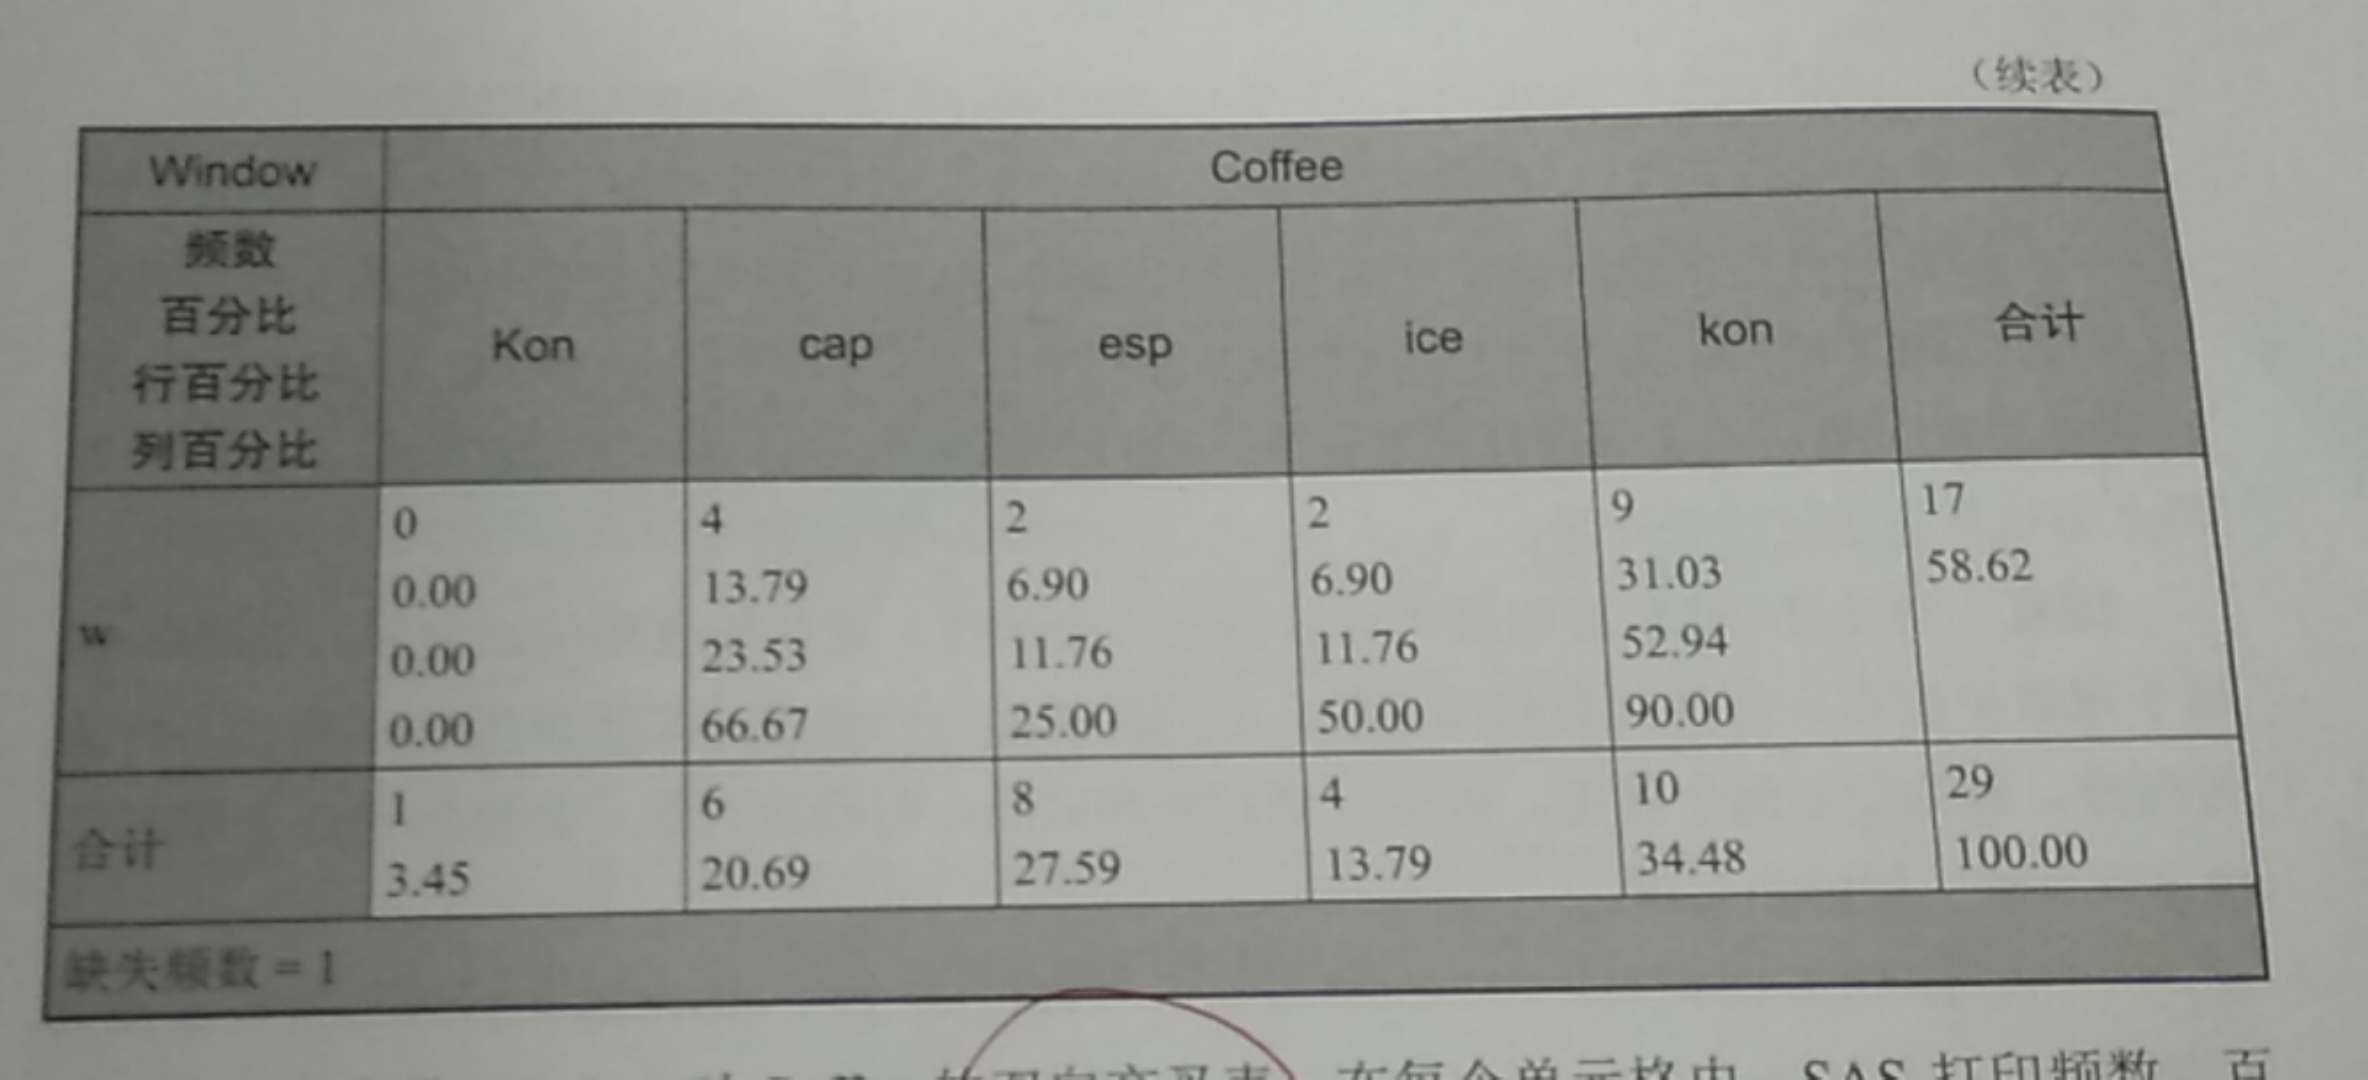 （续表）
Window Coffee
频数
百分比
行百分比
列百分比
Kon cap esp ice kon 合计
w
0 4 2 2 9 17
0.00 13.79 6.90 6.90 31.03 58.62
0.00 23.53 11.76 11.76 52.94
0.00 66.67 25.00 50.00 90.00
合计
1 6 8 4 10 29
3.45 20.69 27.59 13.79 34.48 100.00
缺失频数 = 1
在每个单元格中 SAS 打印频数 百